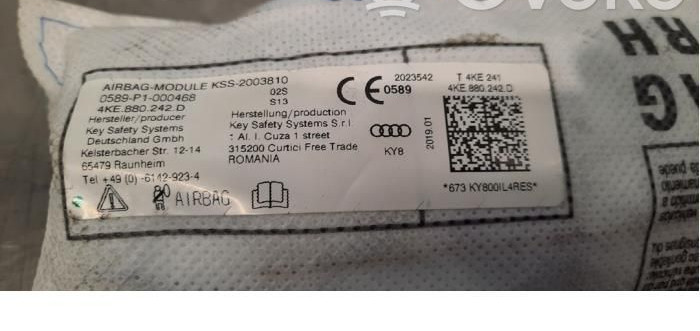 OVOKO
AIRBAG-MODULE KSS-2003810
0589-P1-000468
02S
4KE.880.242.D
S13
Hersteller/producer
Key Safety Systems
Deutschland Gmbh
Kelsterbacher Str. 12-14
65479 Raunheim
Tel +49 (0) -6142-923-4
AIRBAG
Herstellung/production
Key Safety Systems S.r.l
: Al. I. Cuza 1 street
315200 Curtici Free Trade
ROMANIA
CE 0589
2023542
KY8
2019.01
T 4KE 241
4KE.880.242.D
*673 KY800IL4RES*
AG
RH